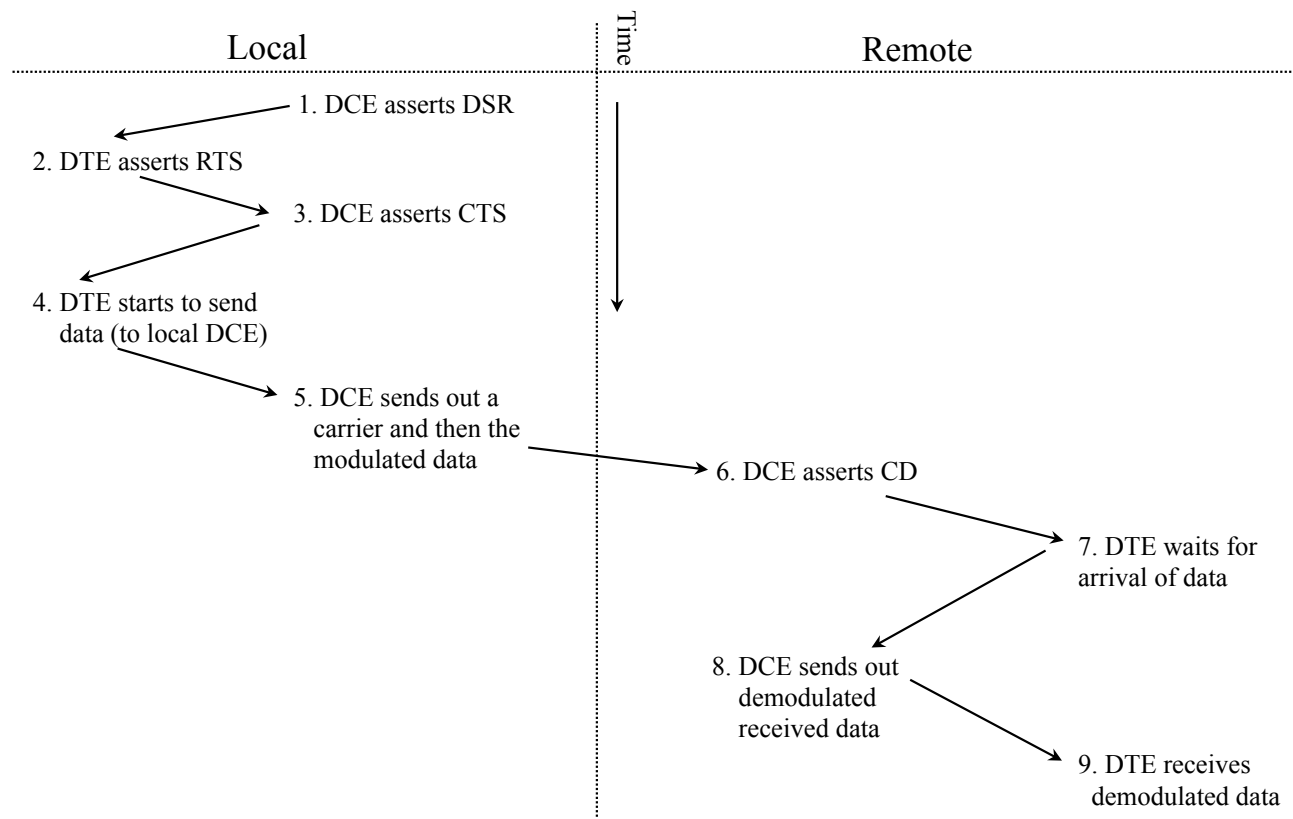 Local
Time
Remote
1. DCE asserts DSR
2. DTE asserts RTS
3. DCE asserts CTS
4. DTE starts to send
data (to local DCE)
5. DCE sends out a
carrier and then the
modulated data
6. DCE asserts CD
7. DTE waits for
arrival of data
8. DCE sends out
demodulated
received data
9. DTE receives
demodulated data